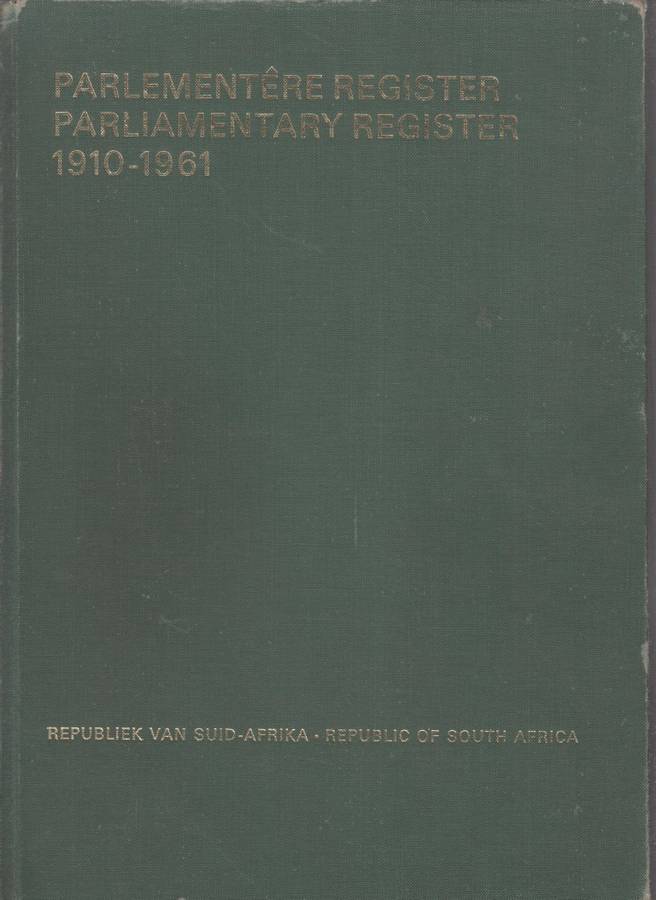 PARLEMENTÊRE REGISTER
PARLIAMENTARY REGISTER
1910-1961
REPUBLIEK VAN SUID-AFRIKA · REPUBLIC OF SOUTH AFRICA